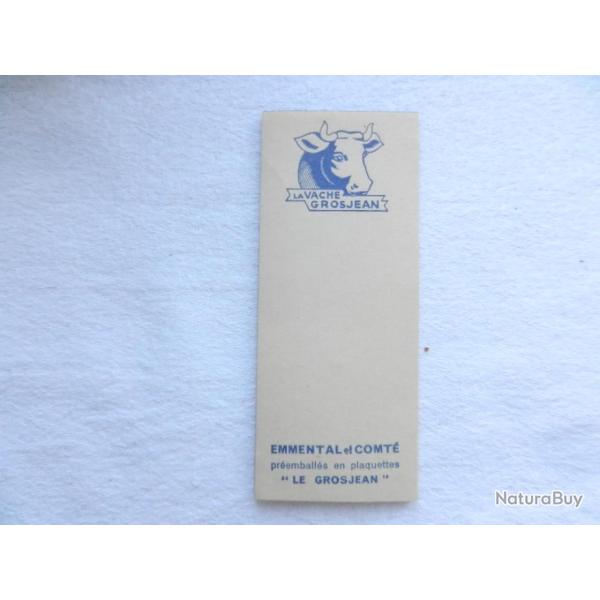 LA VACHE
GROSJEAN
EMMENTAL et COMTÉ
préemballés en plaquettes
" LE GROSJEAN "
NaturaBuy